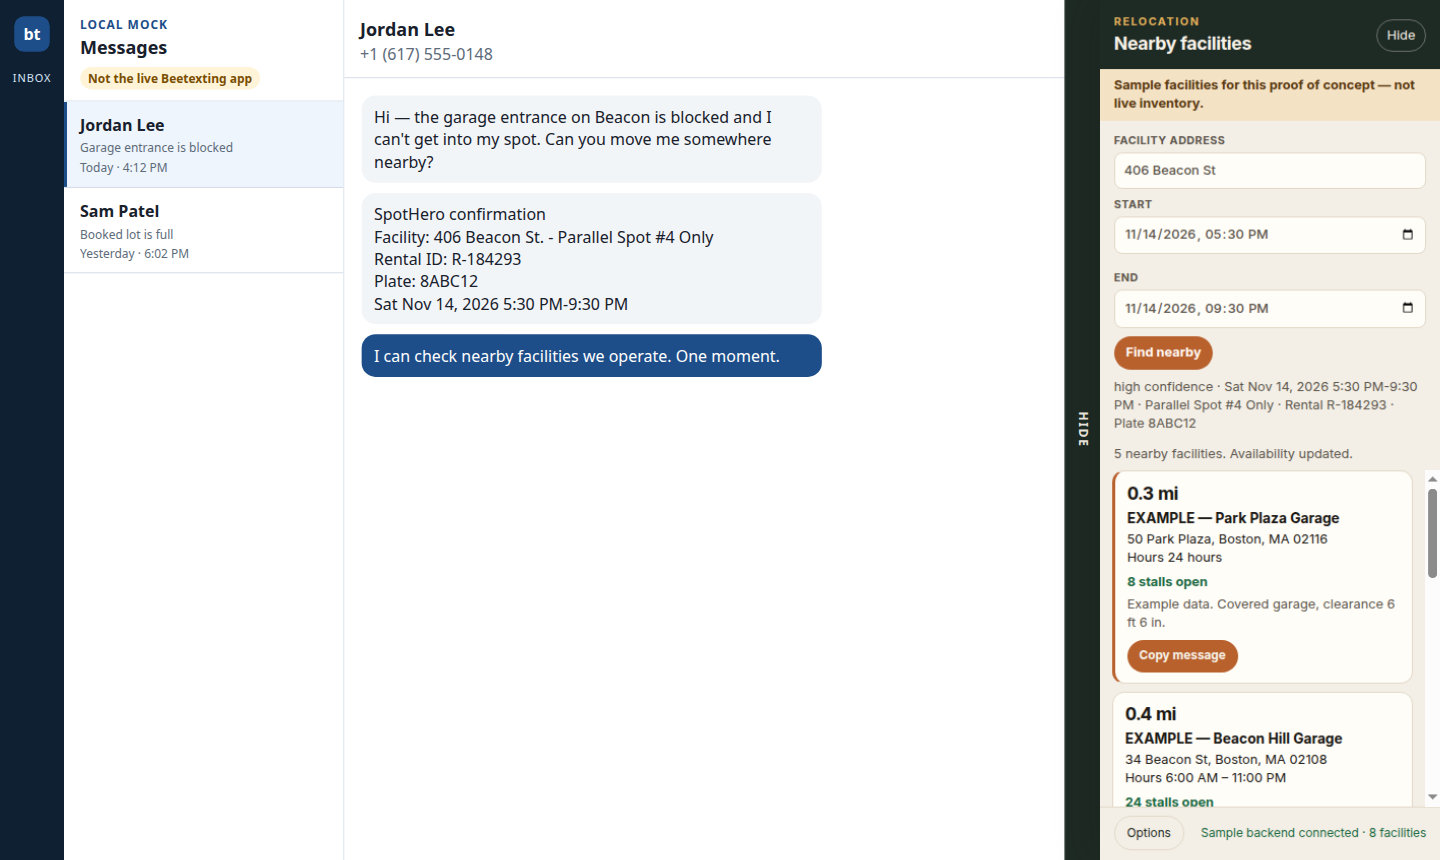 bt
INBOX
LOCAL MOCK
Messages
Not the live Beetexting app
Jordan Lee
Garage entrance is blocked
Today · 4:12 PM
Sam Patel
Booked lot is full
Yesterday · 6:02 PM
Jordan Lee
+1 (617) 555-0148
Hi — the garage entrance on Beacon is blocked and I
can't get into my spot. Can you move me somewhere
nearby?
SpotHero confirmation
Facility: 406 Beacon St. - Parallel Spot #4 Only
Rental ID: R-184293
Plate: 8ABC12
Sat Nov 14, 2026 5:30 PM-9:30 PM
I can check nearby facilities we operate. One moment.
HIDE
RELOCATION
Nearby facilities
Hide
Sample facilities for this proof of concept — not
live inventory.
FACILITY ADDRESS
406 Beacon St
START
11/14/2026, 05:30 PM
END
11/14/2026, 09:30 PM
Find nearby
high confidence · Sat Nov 14, 2026 5:30 PM-9:30
PM · Parallel Spot #4 Only · Rental R-184293 ·
Plate 8ABC12
5 nearby facilities. Availability updated.
0.3 mi
EXAMPLE — Park Plaza Garage
50 Park Plaza, Boston, MA 02116
Hours 24 hours
8 stalls open
Example data. Covered garage, clearance 6
ft 6 in.
Copy message
0.4 mi
EXAMPLE — Beacon Hill Garage
34 Beacon St, Boston, MA 02108
Hours 6:00 AM – 11:00 PM
24 stalls open
Options
Sample backend connected · 8 facilities